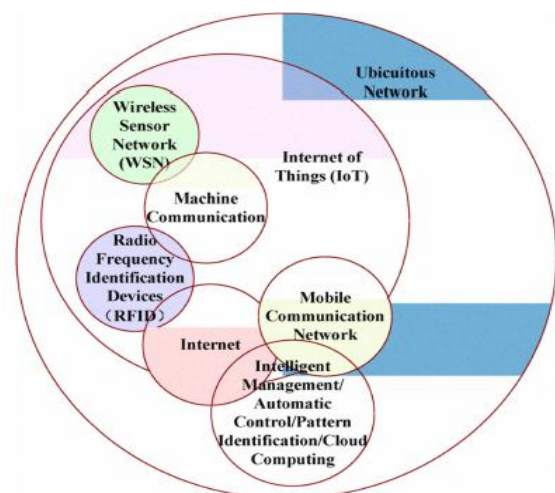 Ubicuitous
Network
Wireless
Sensor
Network
(WSN)
Internet of
Things (IoT)
Machine
Communication
Radio
Frequency
Identification
Devices
（RFID）
Mobile
Communication
Network
Internet
Intelligent
Management/
Automatic
Control/Pattern
Identification/Cloud
Computing